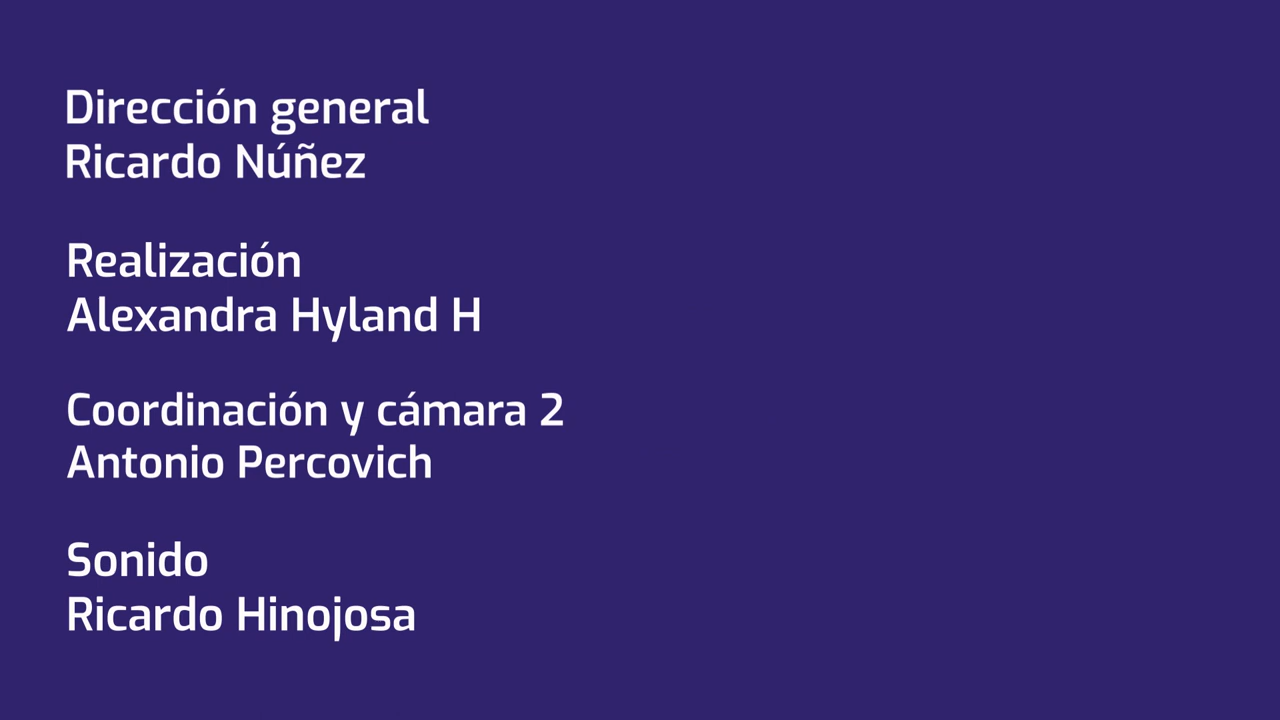 Dirección general
Ricardo Núñez
Realización
Alexandra Hyland H
Coordinación y cámara 2
Antonio Percovich
Sonido
Ricardo Hinojosa